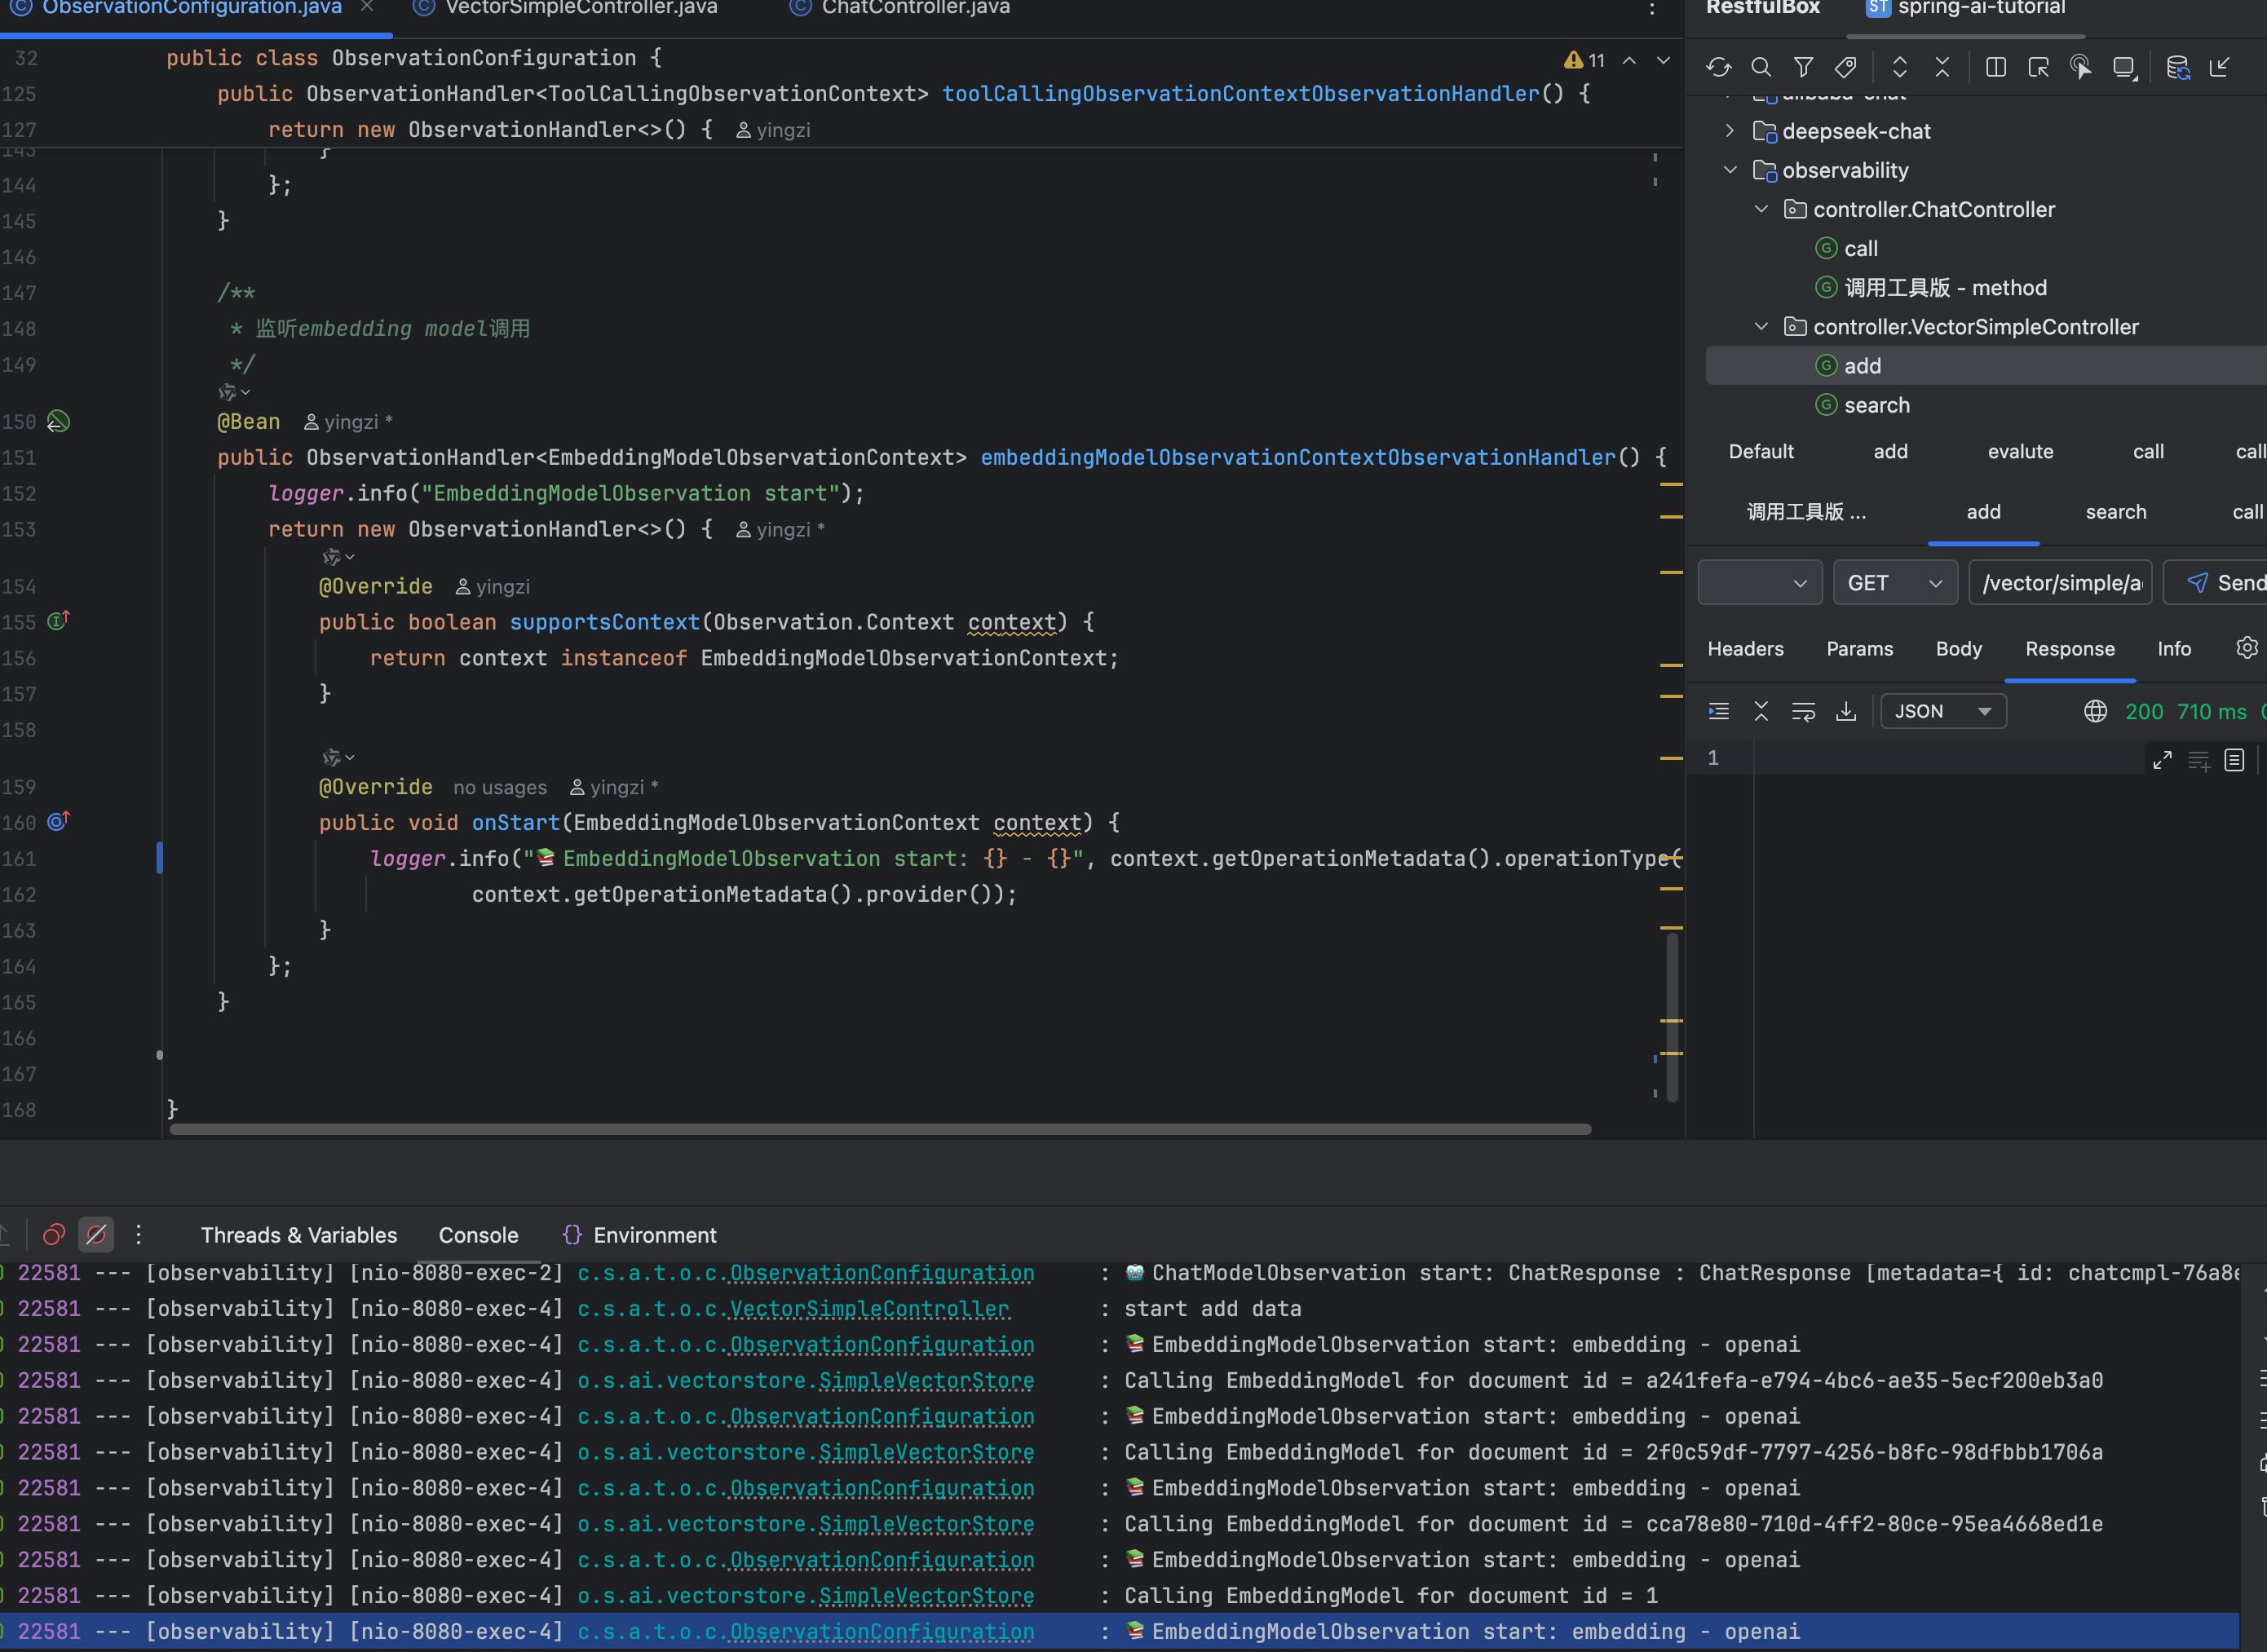 ObservationConfiguration.java
VectorSimpleController.java
ChatController.java
32 public class ObservationConfiguration {
11
125 public ObservationHandler<ToolCallingObservationContext> toolCallingObservationContextObservationHandler() {
127 return new ObservationHandler<>() { yingzi
143 }
144 };
145 }
146
147 /**
148 * 监听embedding model调用
149 */
150 @Bean yingzi *
151 public ObservationHandler<EmbeddingModelObservationContext> embeddingModelObservationContextObservationHandler() {
152 logger.info("EmbeddingModelObservation start");
153 return new ObservationHandler<>() { yingzi *
154 @Override yingzi
155 public boolean supportsContext(Observation.Context context) {
156 return context instanceof EmbeddingModelObservationContext;
157 }
158
159 @Override no usages yingzi *
160 public void onStart(EmbeddingModelObservationContext context) {
161 logger.info("📚 EmbeddingModelObservation start: {} - {}", context.getOperationMetadata().operationType(
162 context.getOperationMetadata().provider());
163 }
164 };
165 }
166
167
168 }
RestfulBox
ST spring-ai-tutorial
alibaba-chat
deepseek-chat
observability
controller.ChatController
G call
G 调用工具版 - method
controller.VectorSimpleController
G add
G search
Default add evalute call call
调用工具版 ... add search call
GET /vector/simple/a Send
Headers Params Body Response Info
JSON 200 710 ms
1
Threads & Variables Console {} Environment
22581 --- [observability] [nio-8080-exec-2] c.s.a.t.o.c.ObservationConfiguration : 🤖 ChatModelObservation start: ChatResponse : ChatResponse [metadata={ id: chatcmpl-76a8e
22581 --- [observability] [nio-8080-exec-4] c.s.a.t.o.c.VectorSimpleController : start add data
22581 --- [observability] [nio-8080-exec-4] c.s.a.t.o.c.ObservationConfiguration : 📚 EmbeddingModelObservation start: embedding - openai
22581 --- [observability] [nio-8080-exec-4] o.s.ai.vectorstore.SimpleVectorStore : Calling EmbeddingModel for document id = a241fefa-e794-4bc6-ae35-5ecf200eb3a0
22581 --- [observability] [nio-8080-exec-4] c.s.a.t.o.c.ObservationConfiguration : 📚 EmbeddingModelObservation start: embedding - openai
22581 --- [observability] [nio-8080-exec-4] o.s.ai.vectorstore.SimpleVectorStore : Calling EmbeddingModel for document id = 2f0c59df-7797-4256-b8fc-98dfbbb1706a
22581 --- [observability] [nio-8080-exec-4] c.s.a.t.o.c.ObservationConfiguration : 📚 EmbeddingModelObservation start: embedding - openai
22581 --- [observability] [nio-8080-exec-4] o.s.ai.vectorstore.SimpleVectorStore : Calling EmbeddingModel for document id = cca78e80-710d-4ff2-80ce-95ea4668ed1e
22581 --- [observability] [nio-8080-exec-4] c.s.a.t.o.c.ObservationConfiguration : 📚 EmbeddingModelObservation start: embedding - openai
22581 --- [observability] [nio-8080-exec-4] o.s.ai.vectorstore.SimpleVectorStore : Calling EmbeddingModel for document id = 1
22581 --- [observability] [nio-8080-exec-4] c.s.a.t.o.c.ObservationConfiguration : 📚 EmbeddingModelObservation start: embedding - openai